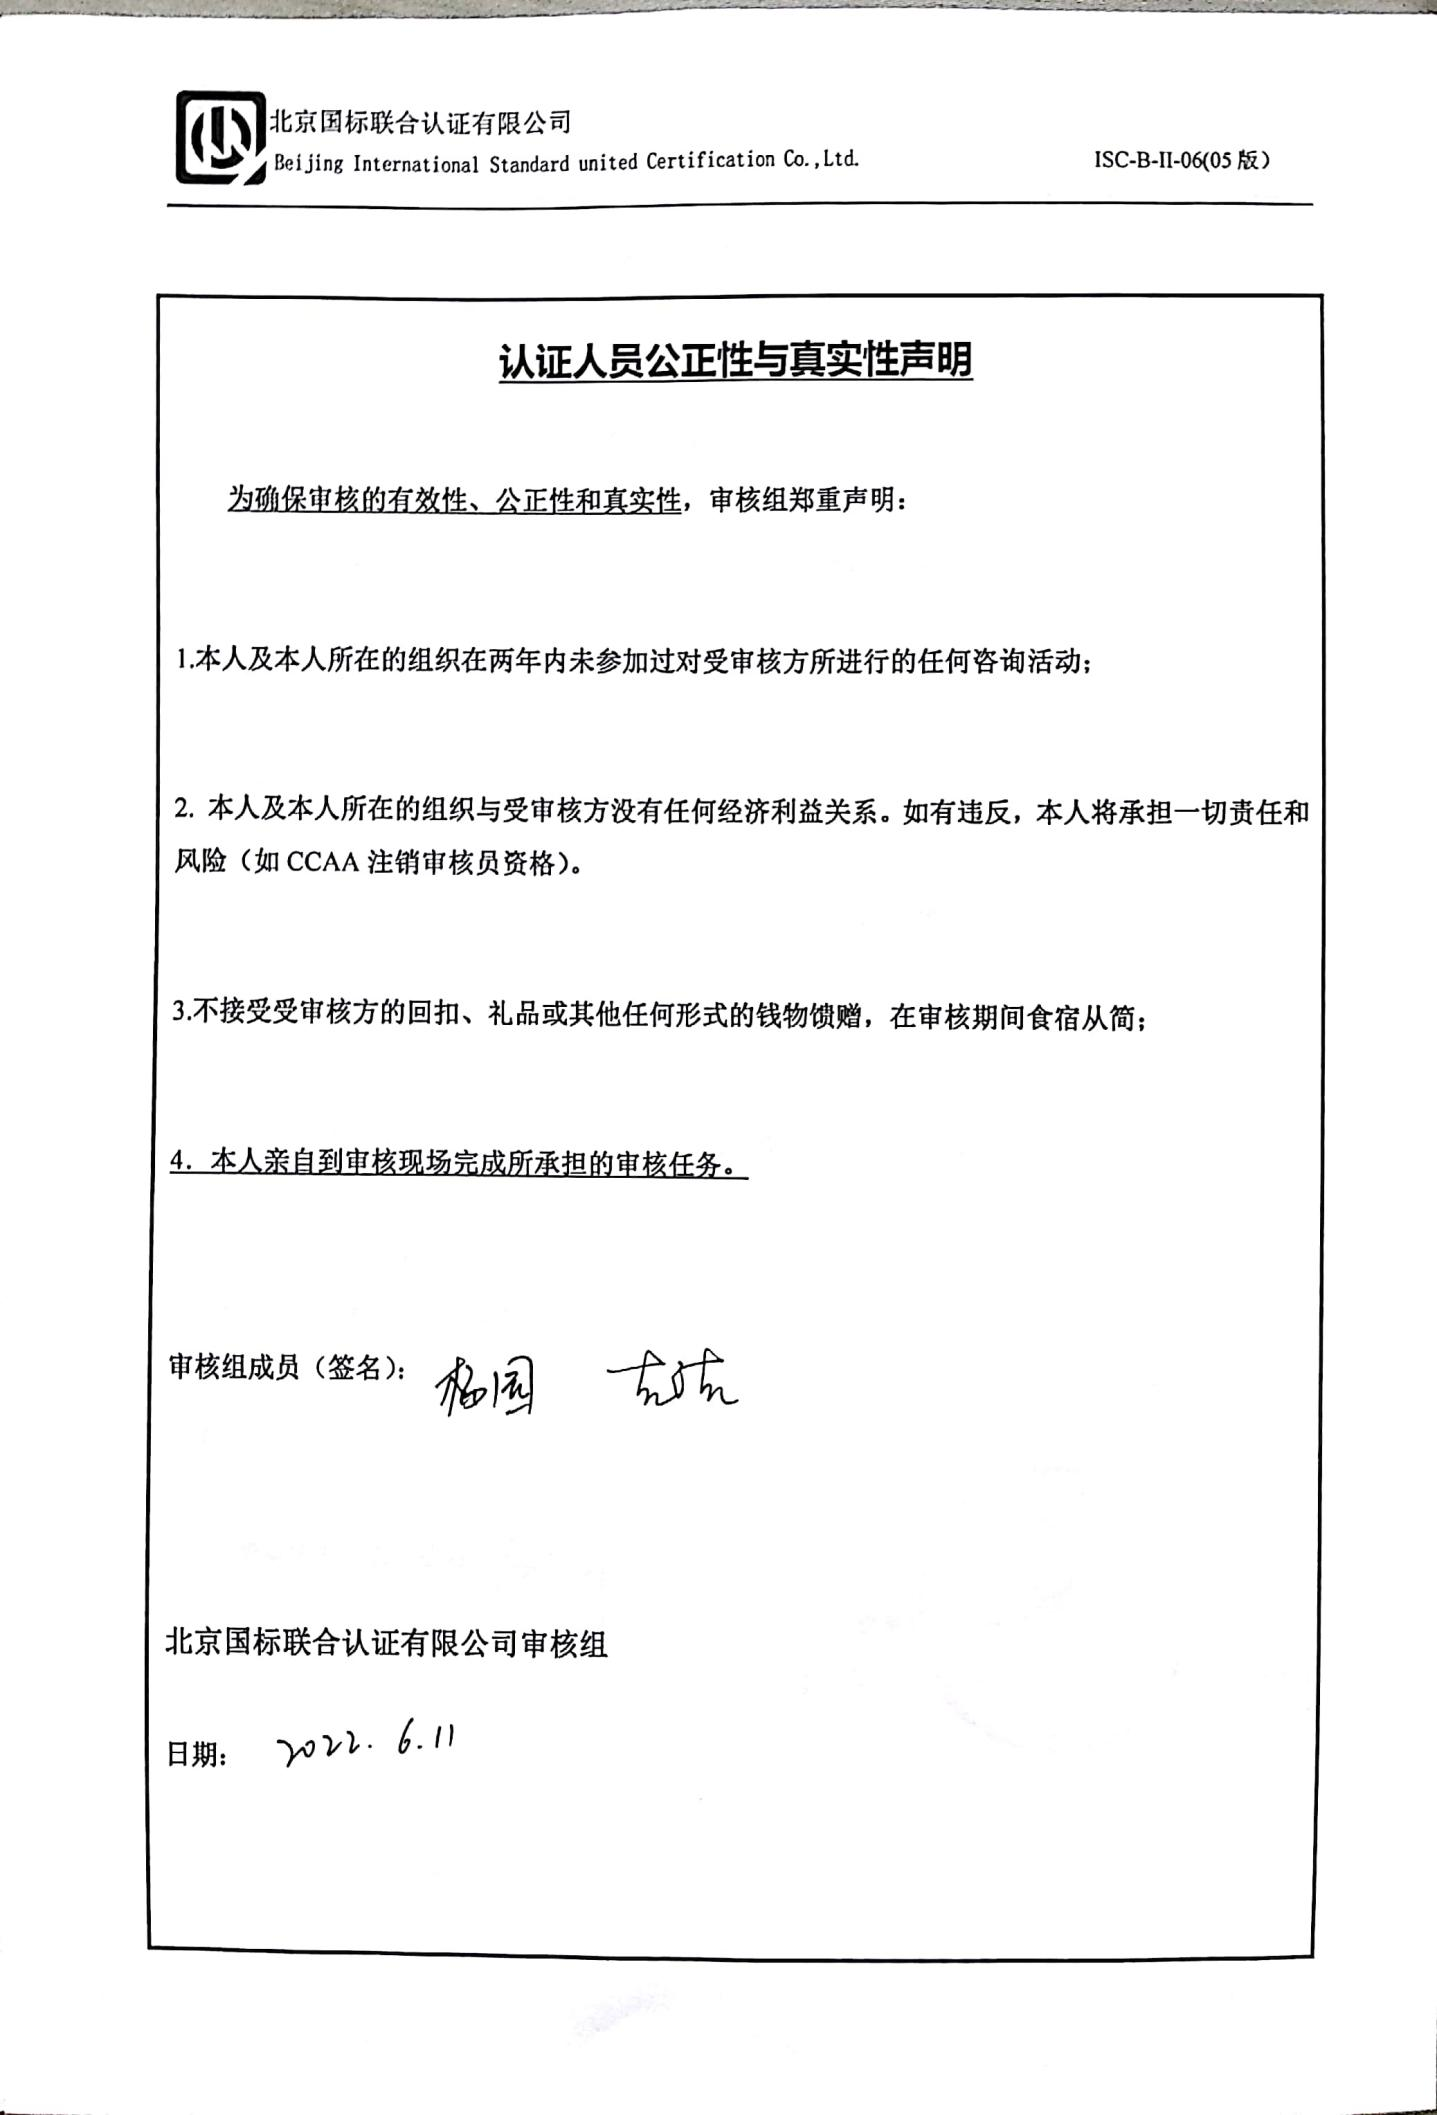 北京国标联合认证有限公司
Beijing International Standard united Certification Co.,Ltd.
ISC-B-II-06(05版）
认证人员公正性与真实性声明
为确保审核的有效性、公正性和真实性，审核组郑重声明：
1.本人及本人所在的组织在两年内未参加过对受审核方所进行的任何咨询活动；
2. 本人及本人所在的组织与受审核方没有任何经济利益关系。如有违反，本人将承担一切责任和
风险（如 CCAA 注销审核员资格）。
3.不接受受审核方的回扣、礼品或其他任何形式的钱物馈赠，在审核期间食宿从简；
4. 本人亲自到审核现场完成所承担的审核任务。
审核组成员（签名）：
北京国标联合认证有限公司审核组
日期： 2022.6.11